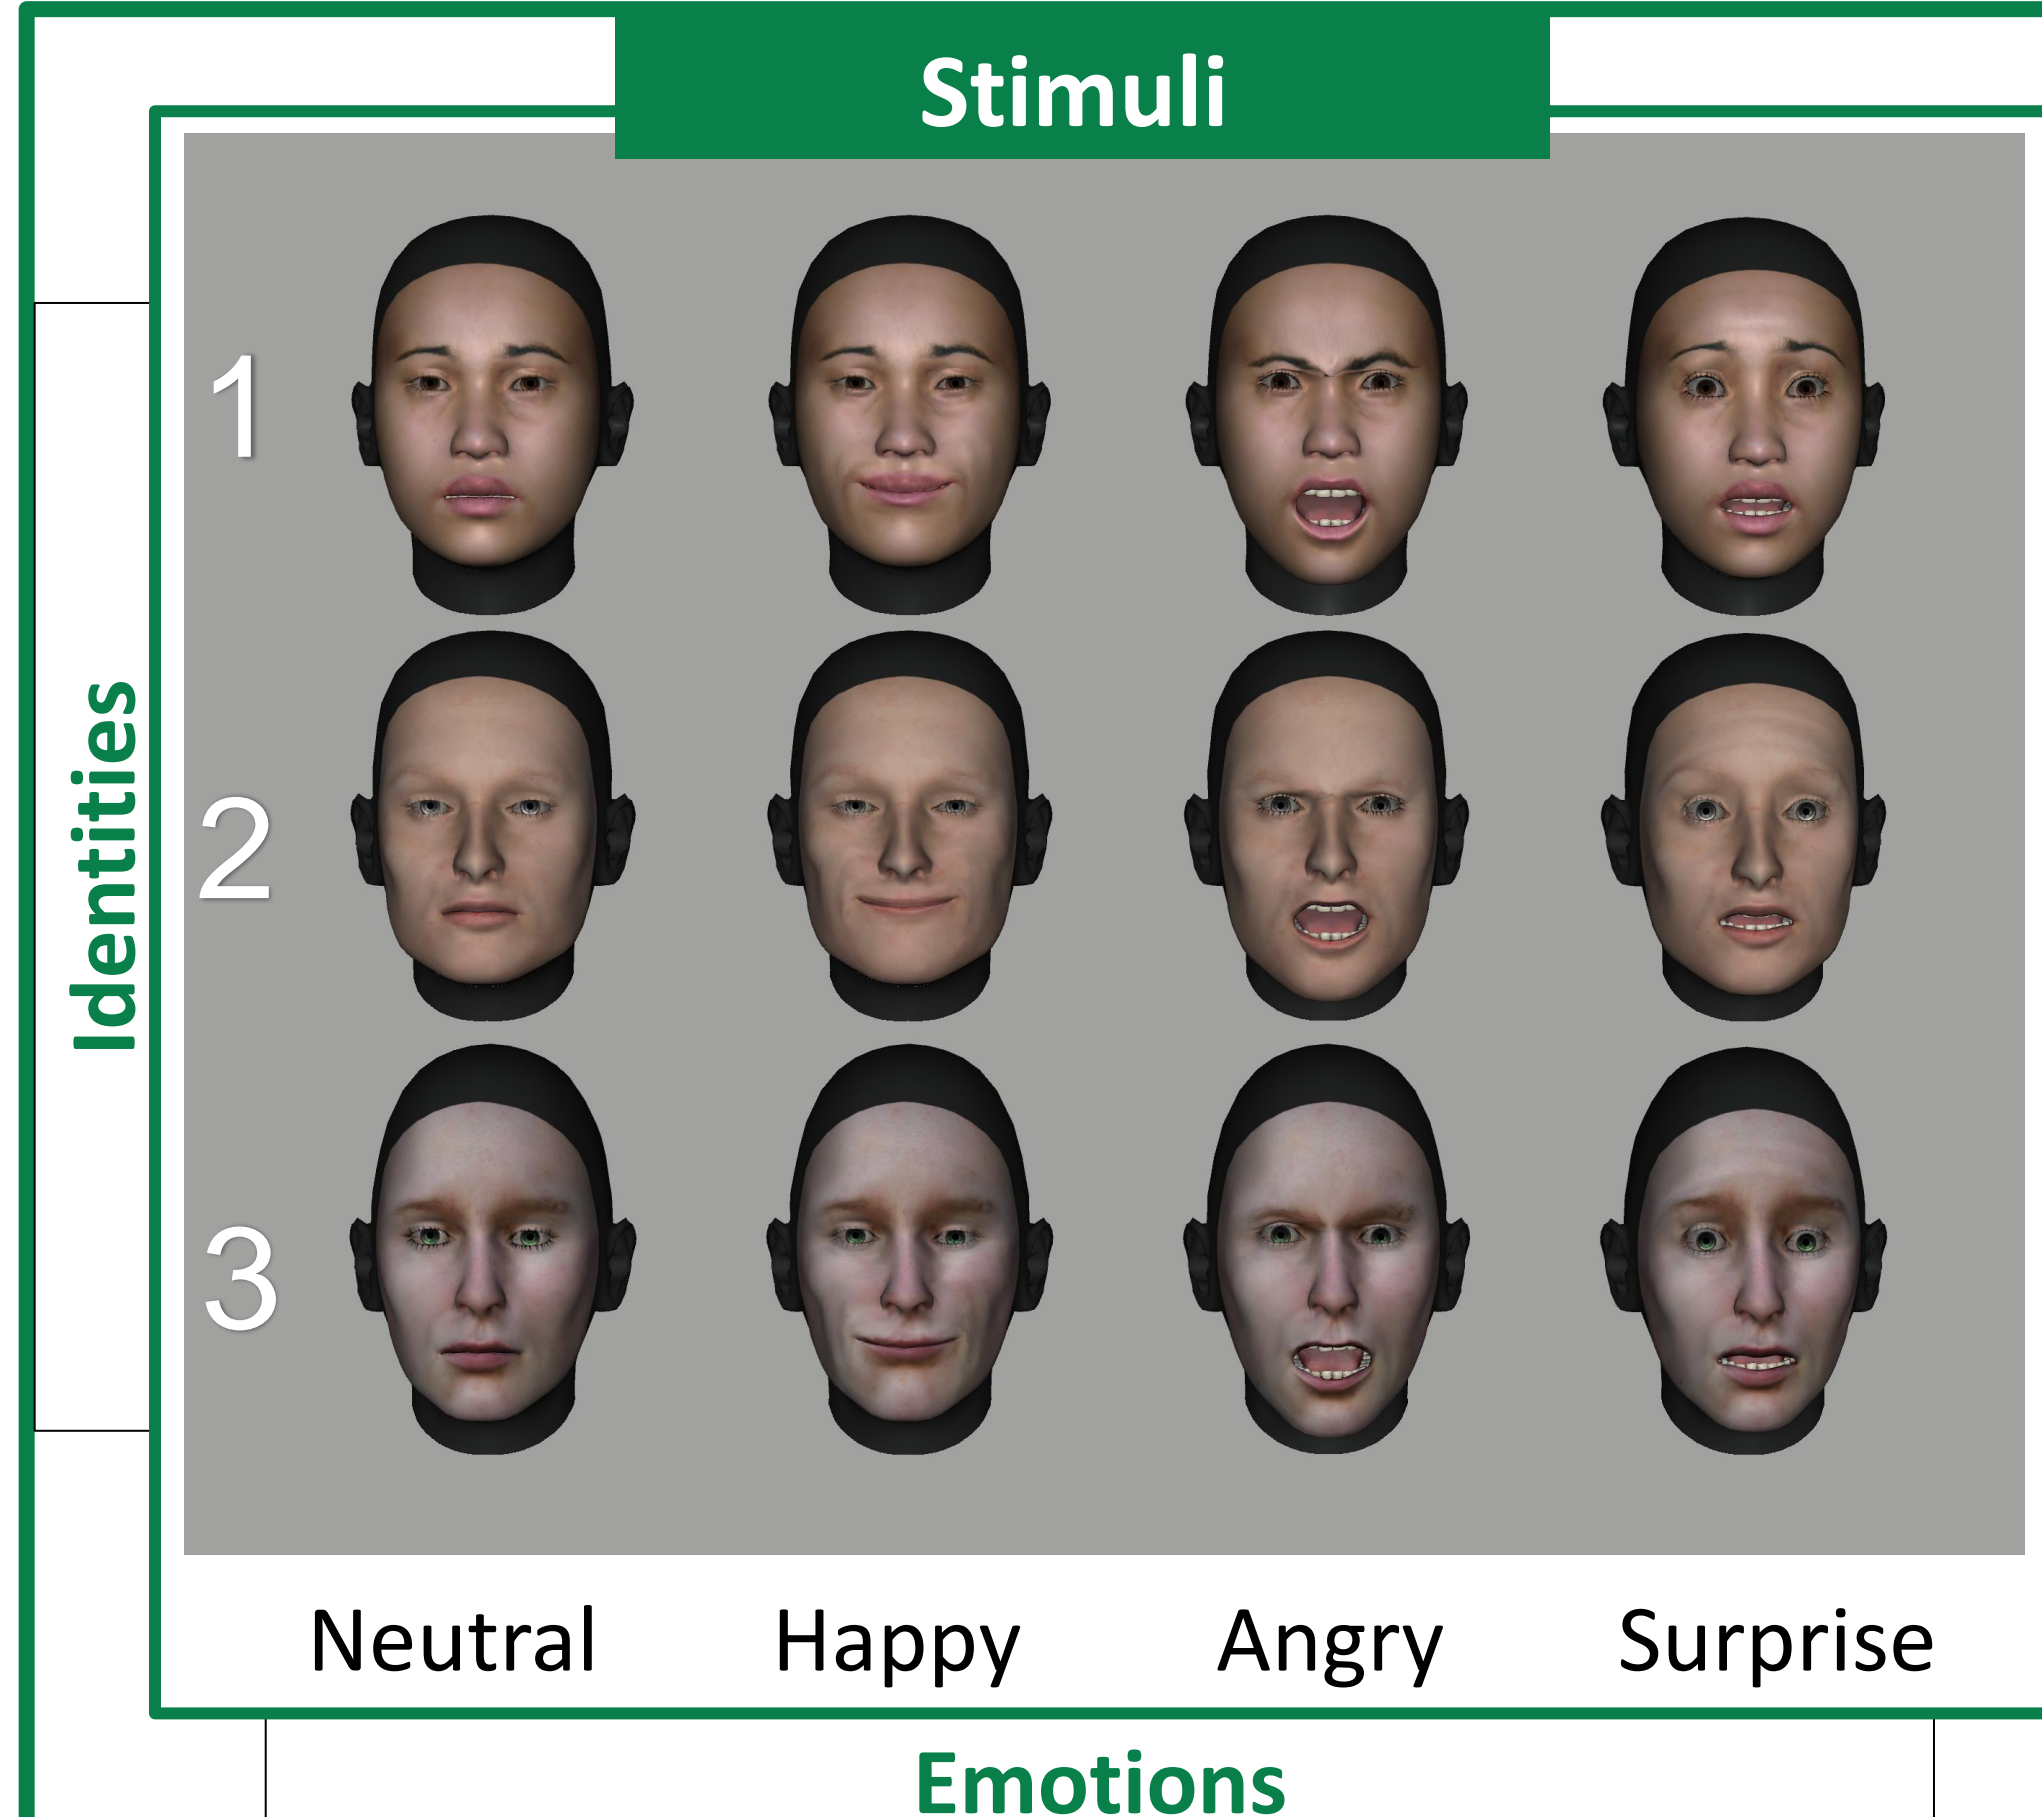 Stimuli
Identities
1
2
3
Neutral Happy Angry Surprise
Emotions